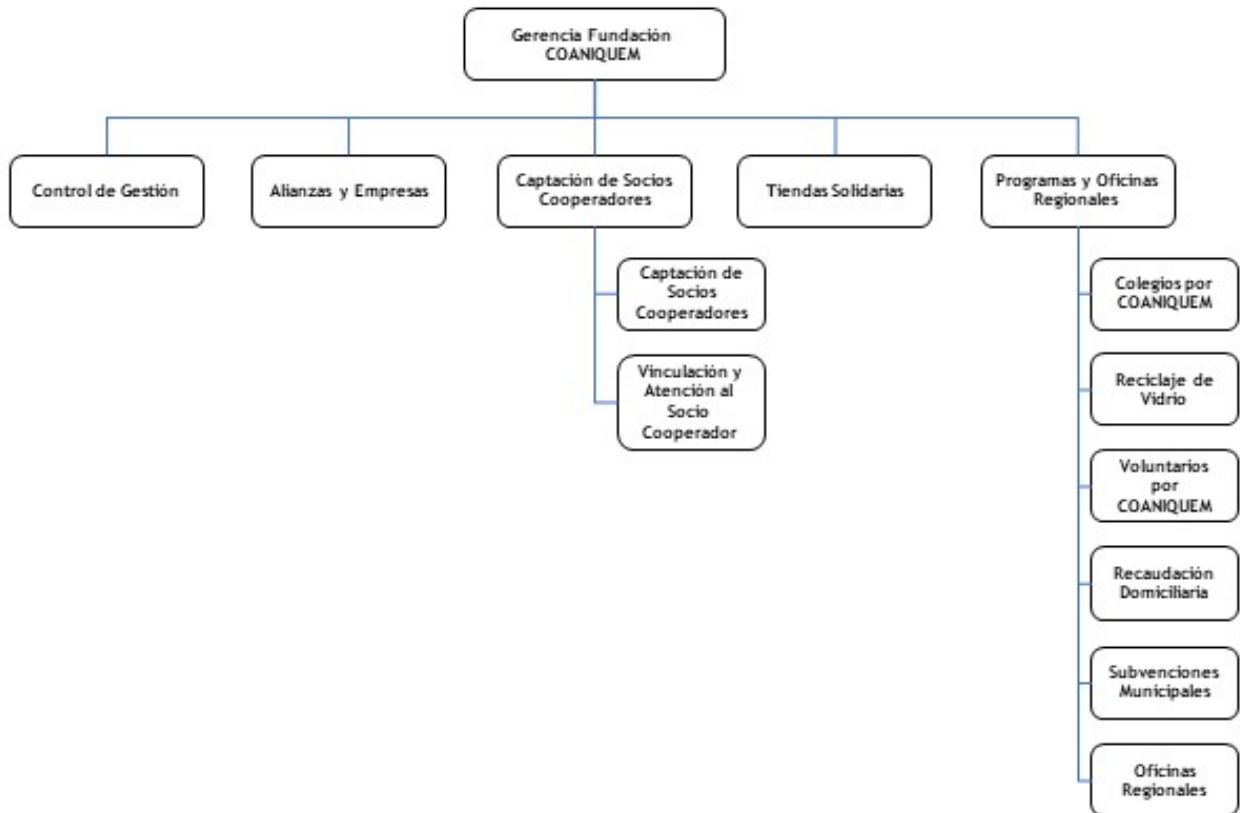 Gerencia Fundación
COANIQUEM
Control de Gestión
Alianzas y Empresas
Captación de Socios
Cooperadores
Tiendas Solidarias
Programas y Oficinas
Regionales
Captación de
Socios
Cooperadores
Vinculación y
Atención al
Socio
Cooperador
Colegios por
COANIQUEM
Reciclaje de
Vidrio
Voluntarios
por
COANIQUEM
Recaudación
Domiciliaria
Subvenciones
Municipales
Oficinas
Regionales